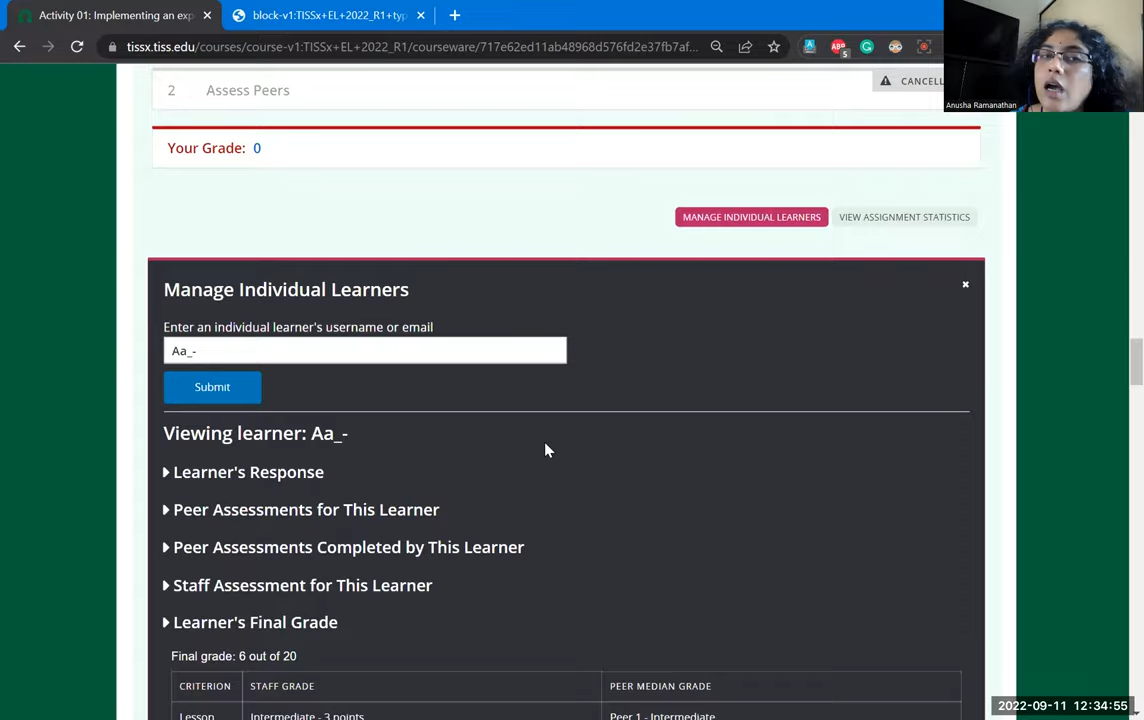 Activity 01: Implementing an exp
block-v1:TISSx+EL+2022_R1+typ
tissx.tiss.edu/courses/course-v1:TISSx+EL+2022_R1/courseware/717e62ed11ab48968d576fd2e37fb7af...
5
Anusha Ramanathan
2 Assess Peers
CANCELL
Your Grade: 0
MANAGE INDIVIDUAL LEARNERS
VIEW ASSIGNMENT STATISTICS
Manage Individual Learners
Enter an individual learner's username or email
Aa_-
Submit
Viewing learner: Aa_-
Learner's Response
Peer Assessments for This Learner
Peer Assessments Completed by This Learner
Staff Assessment for This Learner
Learner's Final Grade
Final grade: 6 out of 20
CRITERION STAFF GRADE PEER MEDIAN GRADE
Lesson Intermediate - 3 points Peer 1 - Intermediate
2022-09-11 12:34:55